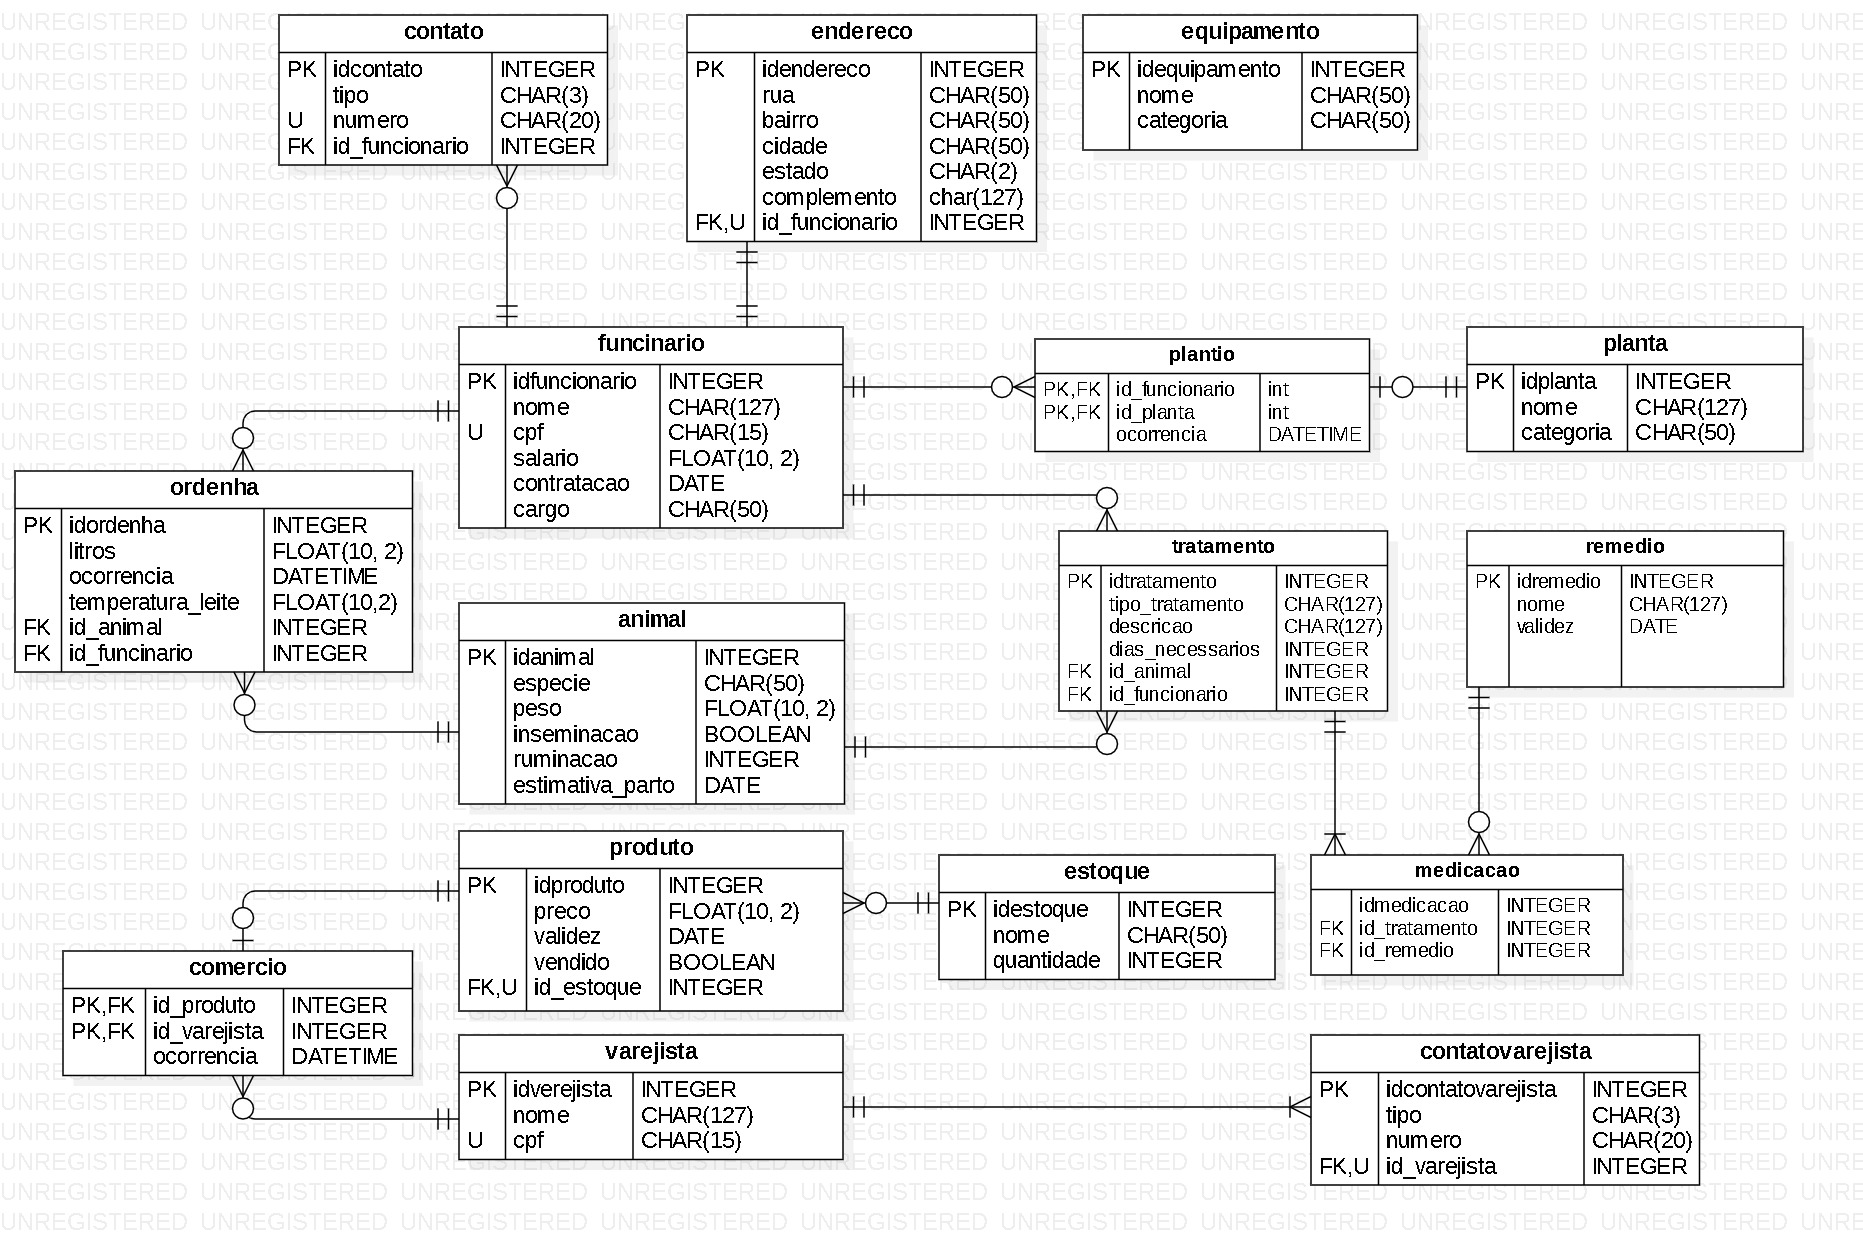 contato
PK idcontato INTEGER
tipo CHAR(3)
U numero CHAR(20)
FK id_funcionario INTEGER
endereco
PK idendereco INTEGER
rua CHAR(50)
bairro CHAR(50)
cidade CHAR(50)
estado CHAR(2)
complemento char(127)
FK,U id_funcionario INTEGER
equipamento
PK idequipamento INTEGER
nome CHAR(50)
categoria CHAR(50)
funcinario
PK idfuncionario INTEGER
nome CHAR(127)
U cpf CHAR(15)
salario FLOAT(10, 2)
contratacao DATE
cargo CHAR(50)
plantio
PK,FK id_funcionario int
PK,FK id_planta int
ocorrencia DATETIME
planta
PK idplanta INTEGER
nome CHAR(127)
categoria CHAR(50)
ordenha
PK idordenha INTEGER
litros FLOAT(10, 2)
ocorrencia DATETIME
temperatura_leite FLOAT(10,2)
FK id_animal INTEGER
FK id_funcinario INTEGER
tratamento
PK idtratamento INTEGER
tipo_tratamento CHAR(127)
descricao CHAR(127)
dias_necessarios INTEGER
FK id_animal INTEGER
FK id_funcionario INTEGER
remedio
PK idremedio INTEGER
nome CHAR(127)
validez DATE
animal
PK idanimal INTEGER
especie CHAR(50)
peso FLOAT(10, 2)
inseminacao BOOLEAN
ruminacao INTEGER
estimativa_parto DATE
produto
PK idproduto INTEGER
preco FLOAT(10, 2)
validez DATE
vendido BOOLEAN
FK,U id_estoque INTEGER
estoque
PK idestoque INTEGER
nome CHAR(50)
quantidade INTEGER
medicacao
idmedicacao INTEGER
FK id_tratamento INTEGER
FK id_remedio INTEGER
comercio
PK,FK id_produto INTEGER
PK,FK id_varejista INTEGER
ocorrencia DATETIME
varejista
PK idverejista INTEGER
nome CHAR(127)
U cpf CHAR(15)
contatovarejista
PK idcontatovarejista INTEGER
tipo CHAR(3)
numero CHAR(20)
FK,U id_varejista INTEGER